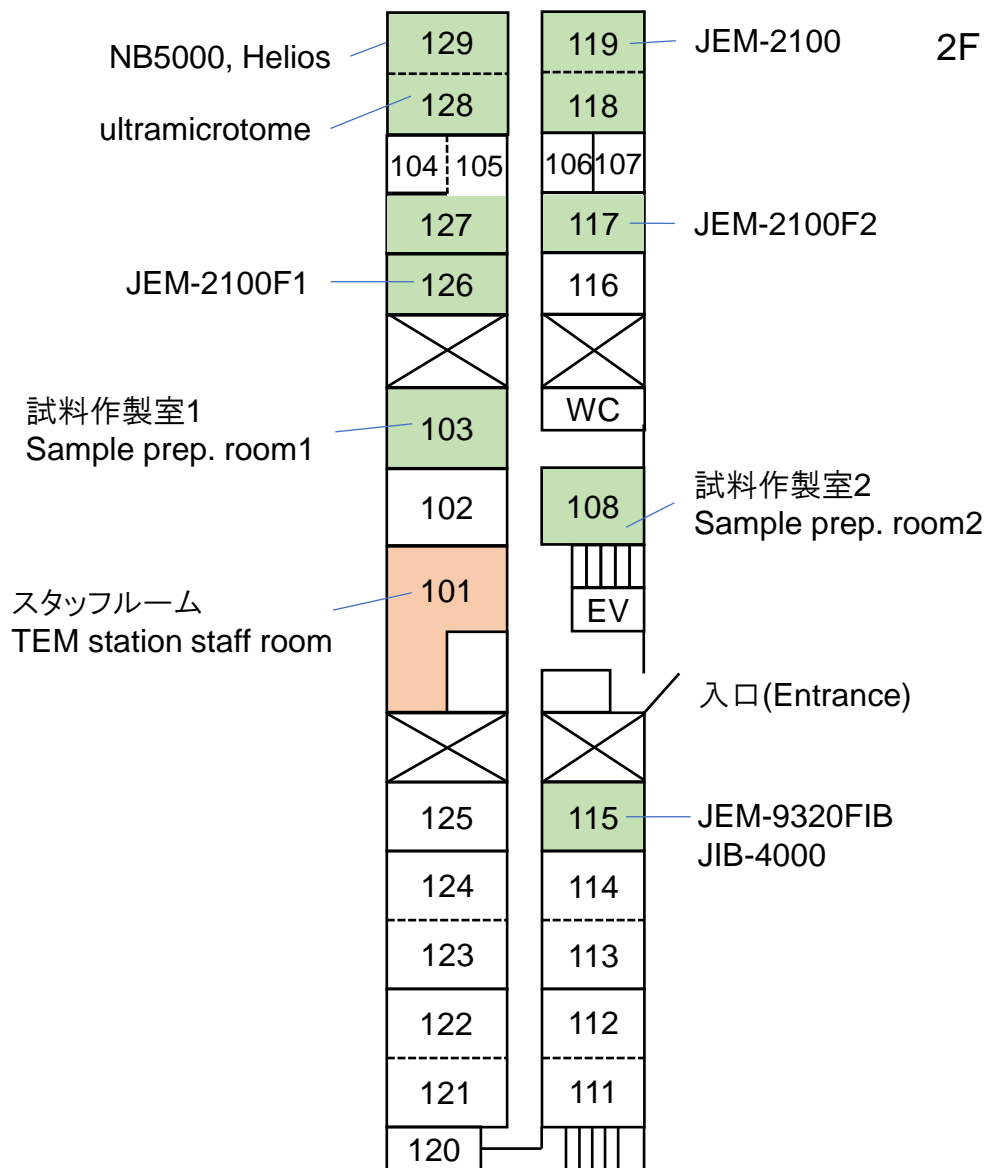 2F
NB5000, Helios
129
119
JEM-2100
ultramicrotome
128
118
104
105
106
107
127
117
JEM-2100F2
JEM-2100F1
126
116
試料作製室1
Sample prep. room1
103
WC
102
108
試料作製室2
Sample prep. room2
スタッフルーム
TEM station staff room
101
EV
入口(Entrance)
125
115
JEM-9320FIB
JIB-4000
124
114
123
113
122
112
121
111
120